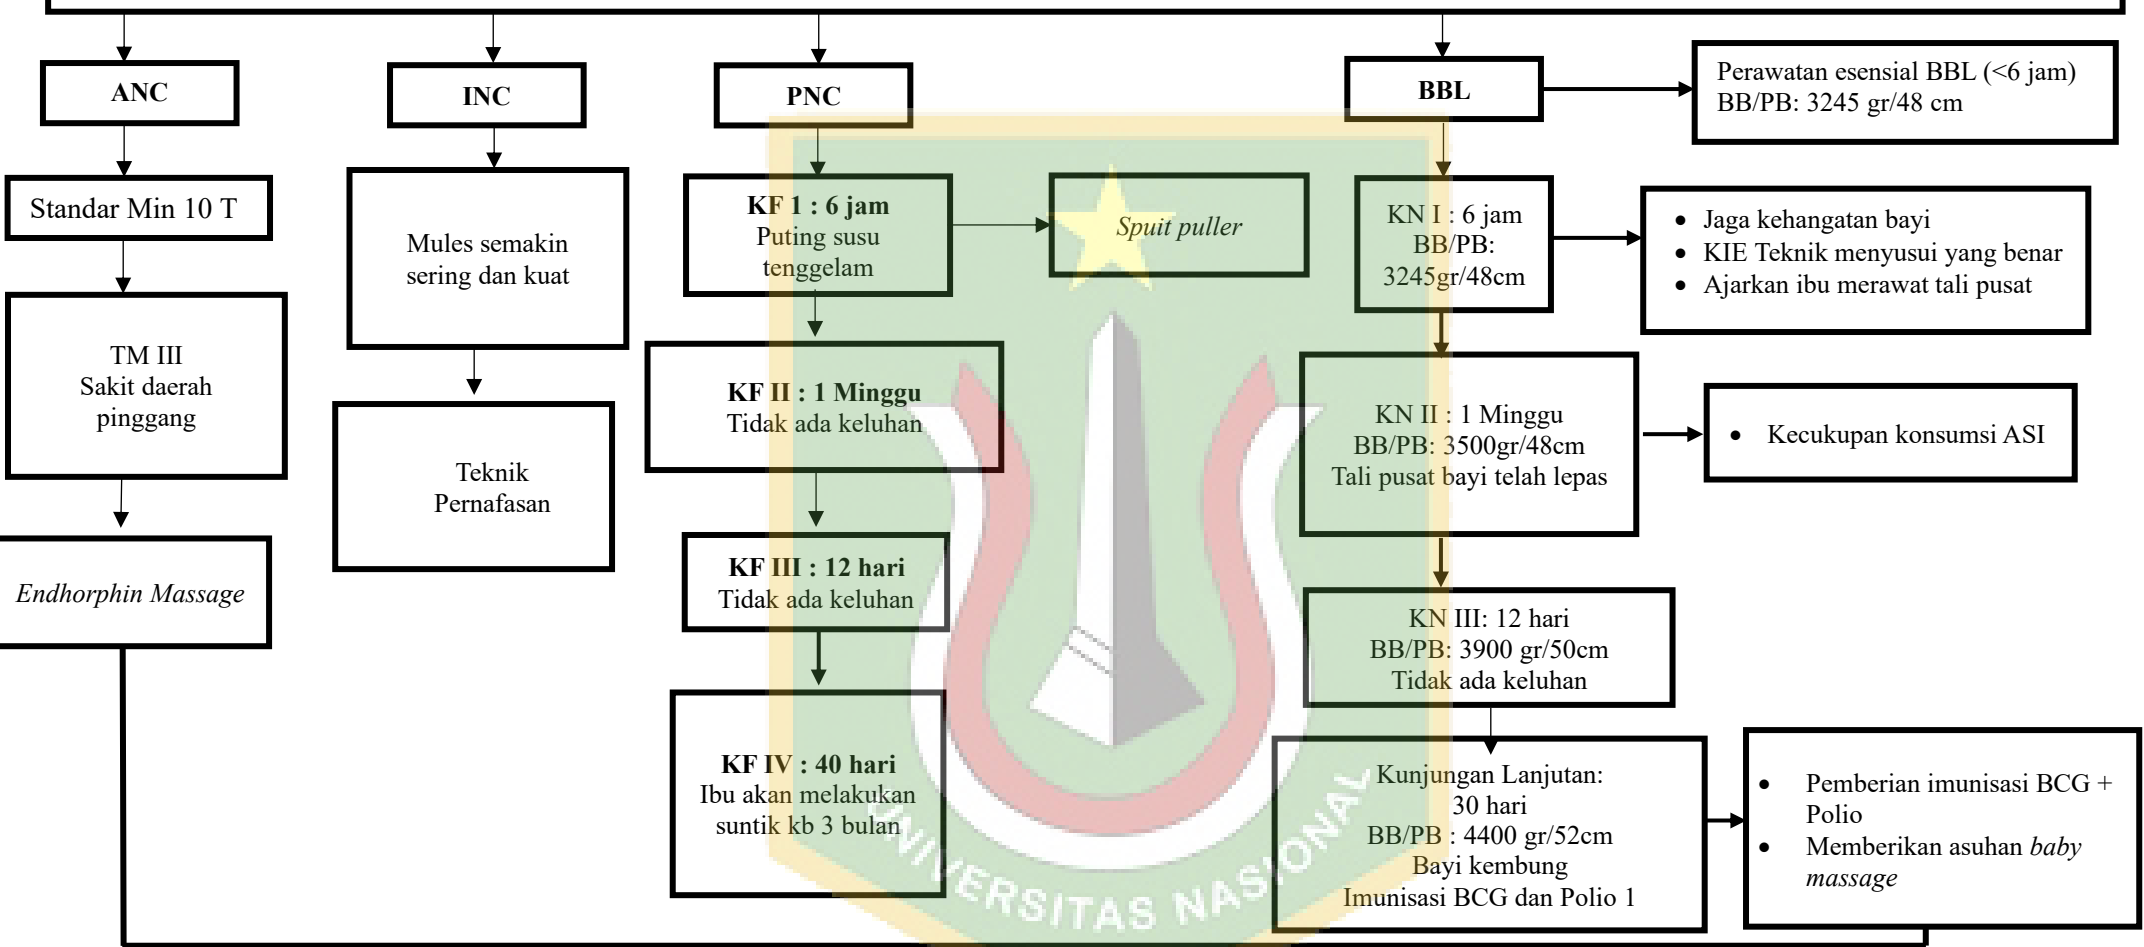 ANC
Standar Min 10 T
TM III
Sakit daerah
pinggang
Endhorphin Massage
INC
Mules semakin
sering dan kuat
Teknik
Pernafasan
PNC
KF 1 : 6 jam
Puting susu
tenggelam
Spuit puller
KF II : 1 Minggu
Tidak ada keluhan
KF III : 12 hari
Tidak ada keluhan
KF IV : 40 hari
Ibu akan melakukan
suntik kb 3 bulan
BBL
Perawatan esensial BBL (<6 jam)
BB/PB: 3245 gr/48 cm
KN I : 6 jam
BB/PB:
3245gr/48cm
• Jaga kehangatan bayi
• KIE Teknik menyusui yang benar
• Ajarkan ibu merawat tali pusat
KN II : 1 Minggu
BB/PB: 3500gr/48cm
Tali pusat bayi telah lepas
• Kecukupan konsumsi ASI
KN III: 12 hari
BB/PB: 3900 gr/50cm
Tidak ada keluhan
Kunjungan Lanjutan:
30 hari
BB/PB : 4400 gr/52cm
Bayi kembung
Imunisasi BCG dan Polio 1
• Pemberian imunisasi BCG +
Polio
• Memberikan asuhan baby
massage
UNIVERSITAS NASIONAL